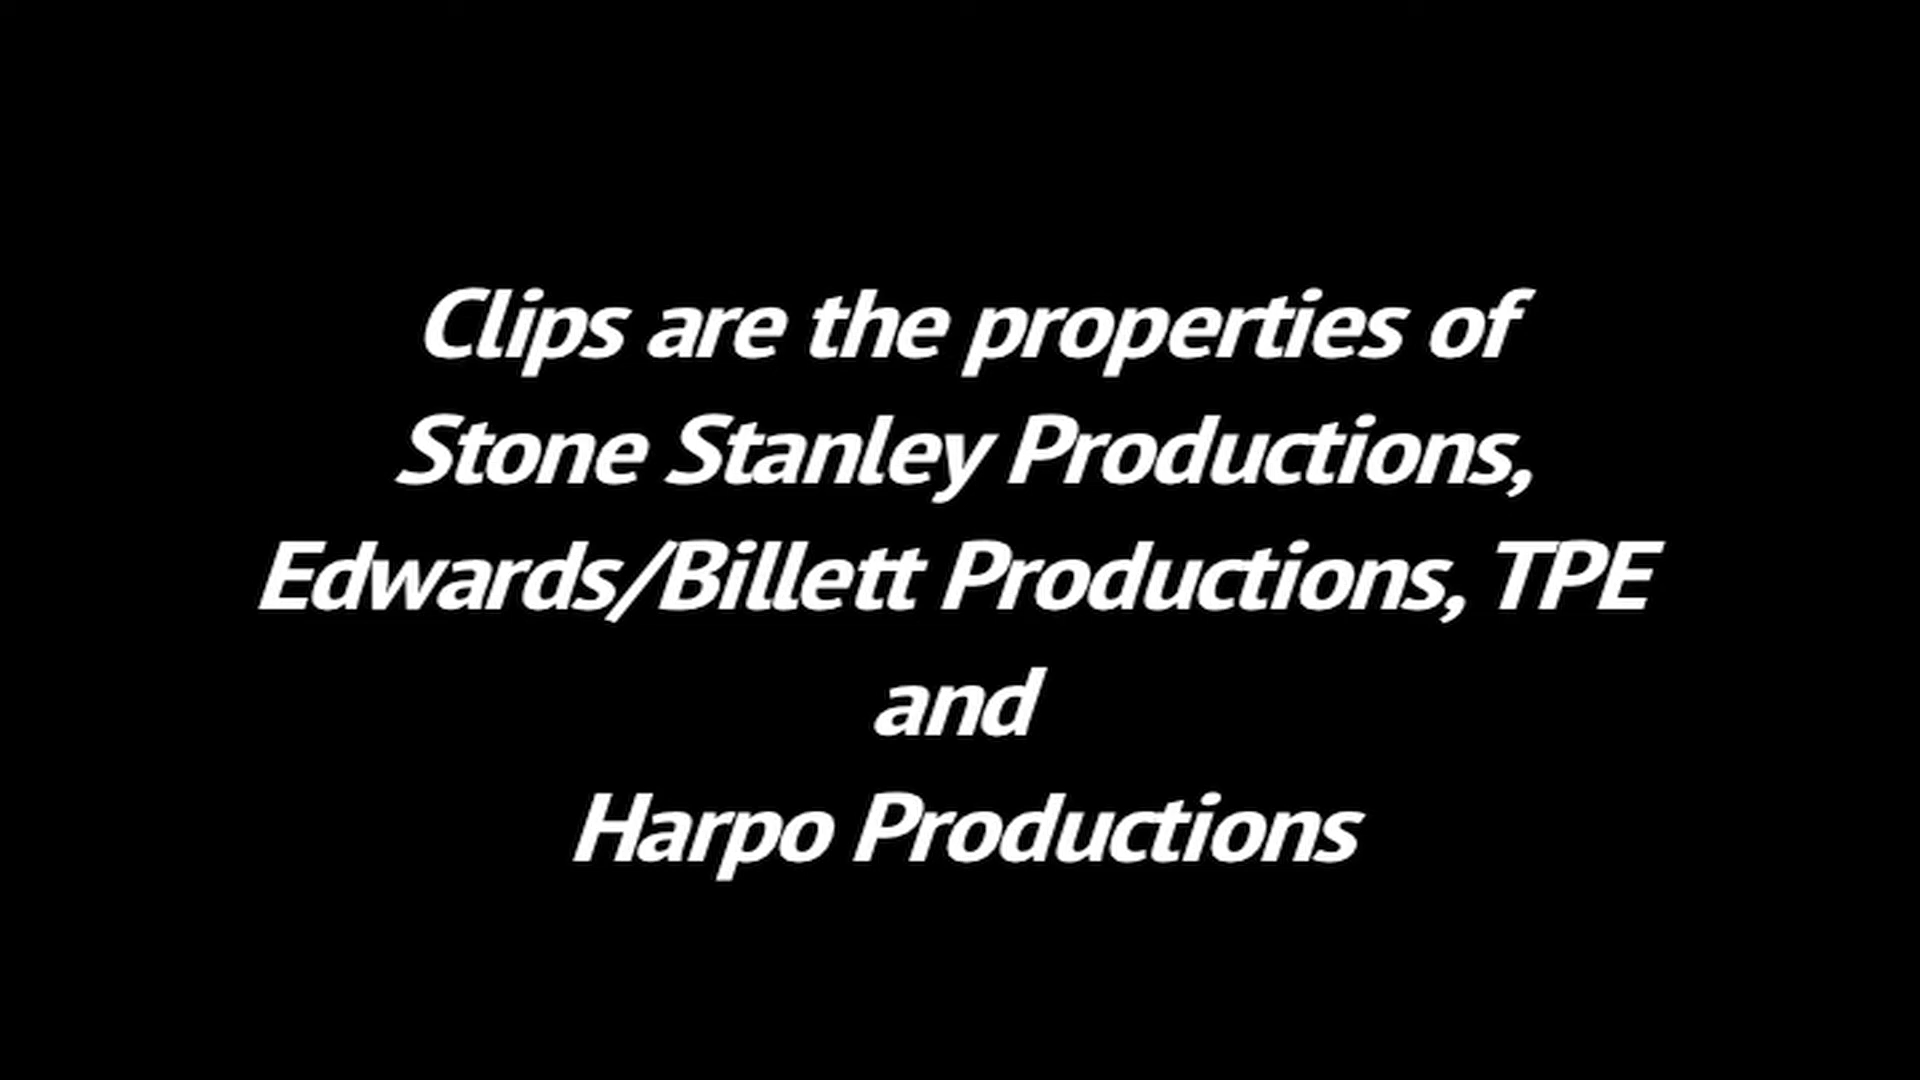 Clips are the properties of
Stone Stanley Productions,
Edwards/Billett Productions, TPE
and
Harpo Productions